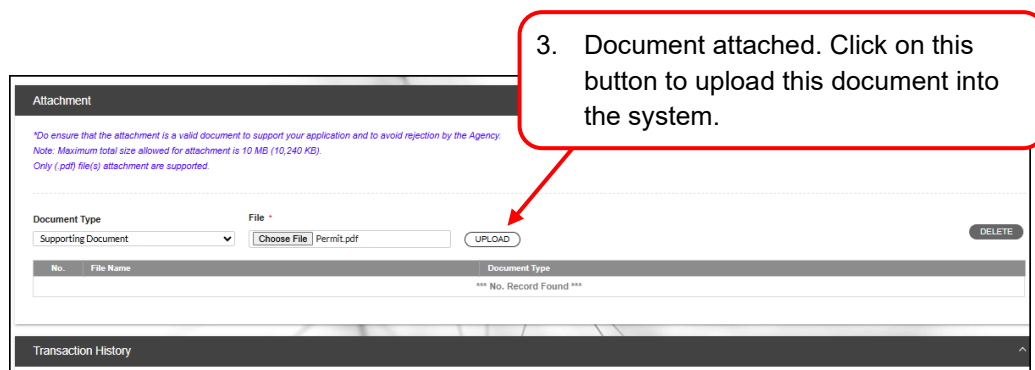 3. Document attached. Click on this
button to upload this document into
the system.
Attachment
*Do ensure that the attachment is a valid document to support your application and to avoid rejection by the Agency.
Note: Maximum total size allowed for attachment is 10 MB (10,240 KB).
Only (.pdf) file(s) attachment are supported.
Document Type File *
Supporting Document Choose File Permit.pdf UPLOAD DELETE
No. File Name Document Type
*** No. Record Found ***
Transaction History